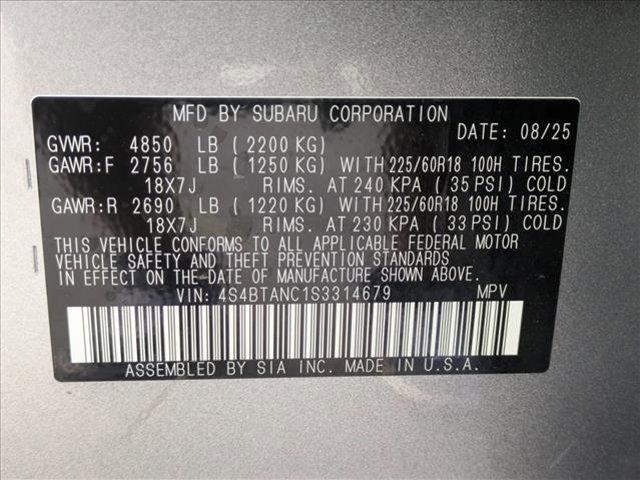 MFD BY SUBARU CORPORATION
DATE: 08/25
GVWR: 4850 LB ( 2200 KG)
GAWR:F 2756 LB ( 1250 KG) WITH 225/60R18 100H TIRES.
18X7J RIMS. AT 240 KPA ( 35 PSI) COLD
GAWR:R 2690 LB ( 1220 KG) WITH 225/60R18 100H TIRES.
18X7J RIMS. AT 230 KPA ( 33 PSI) COLD
THIS VEHICLE CONFORMS TO ALL APPLICABLE FEDERAL MOTOR
VEHICLE SAFETY AND THEFT PREVENTION STANDARDS
IN EFFECT ON THE DATE OF MANUFACTURE SHOWN ABOVE.
VIN: 4S4BTANC1S3314679 MPV
ASSEMBLED BY SIA INC. MADE IN U.S.A.